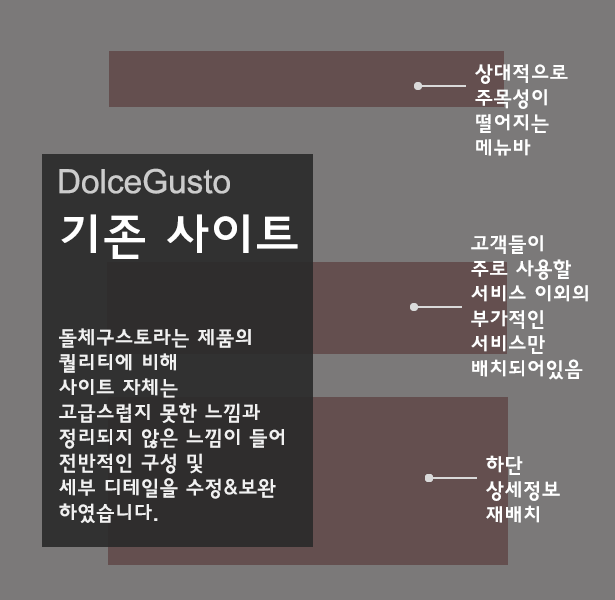 DolceGusto
기존 사이트
돌체구스토라는 제품의
퀄리티에 비해
사이트 자체는
고급스럽지 못한 느낌과
정리되지 않은 느낌이 들어
전반적인 구성 및
세부 디테일을 수정&보완
하였습니다.
상대적으로
주목성이
떨어지는
메뉴바
고객들이
주로 사용할
서비스 이외의
부가적인
서비스만
배치되어있음
하단
상세정보
재배치